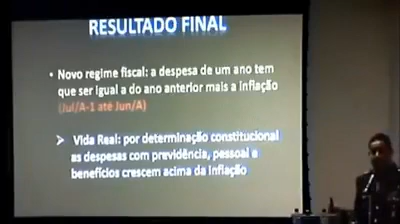 RESULTADO FINAL
• Novo regime fiscal: a despesa de um ano tem
que ser igual a do ano anterior mais a inflação
(Jul/A-1 até Jun/A)
➤ Vida Real: por determinação constitucional
as despesas com previdência, pessoal e
benefícios crescem acima da inflação